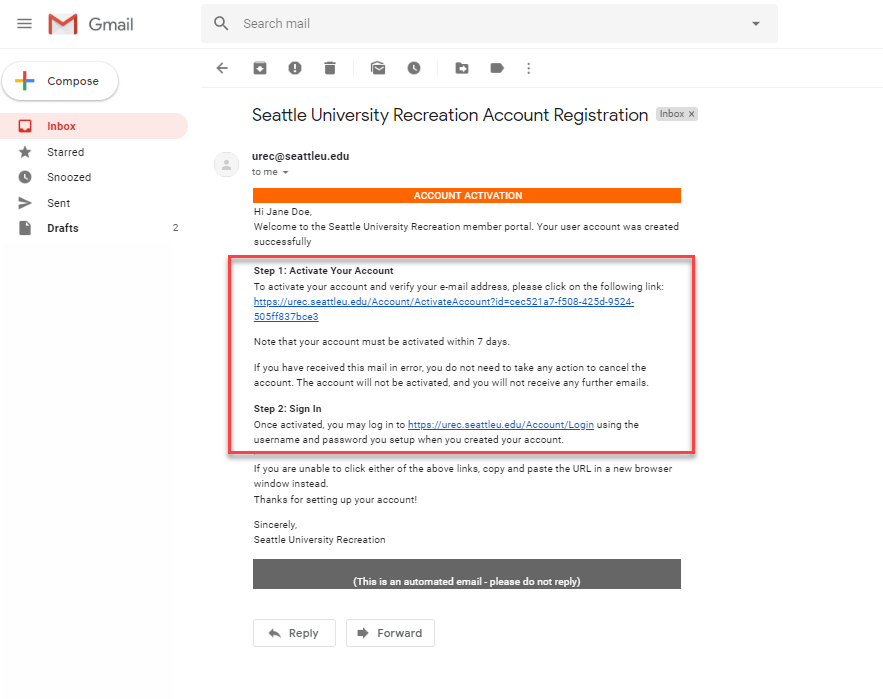 Gmail
Search mail
Compose
Inbox
Starred
Snoozed
Sent
Drafts 2
Seattle University Recreation Account Registration Inbox x
urec@seattleu.edu
to me
ACCOUNT ACTIVATION
Hi Jane Doe,
Welcome to the Seattle University Recreation member portal. Your user account was created
successfully
Step 1: Activate Your Account
To activate your account and verify your e-mail address, please click on the following link:
https://urec.seattleu.edu/Account/ActivateAccount?id=cec521a7-f508-425d-9524-
505ff837bce3
Note that your account must be activated within 7 days.
If you have received this mail in error, you do not need to take any action to cancel the
account. The account will not be activated, and you will not receive any further emails.
Step 2: Sign In
Once activated, you may log in to https://urec.seattleu.edu/Account/Login using the
username and password you setup when you created your account.
If you are unable to click either of the above links, copy and paste the URL in a new browser
window instead.
Thanks for setting up your account!
Sincerely,
Seattle University Recreation
(This is an automated email - please do not reply)
Reply
Forward